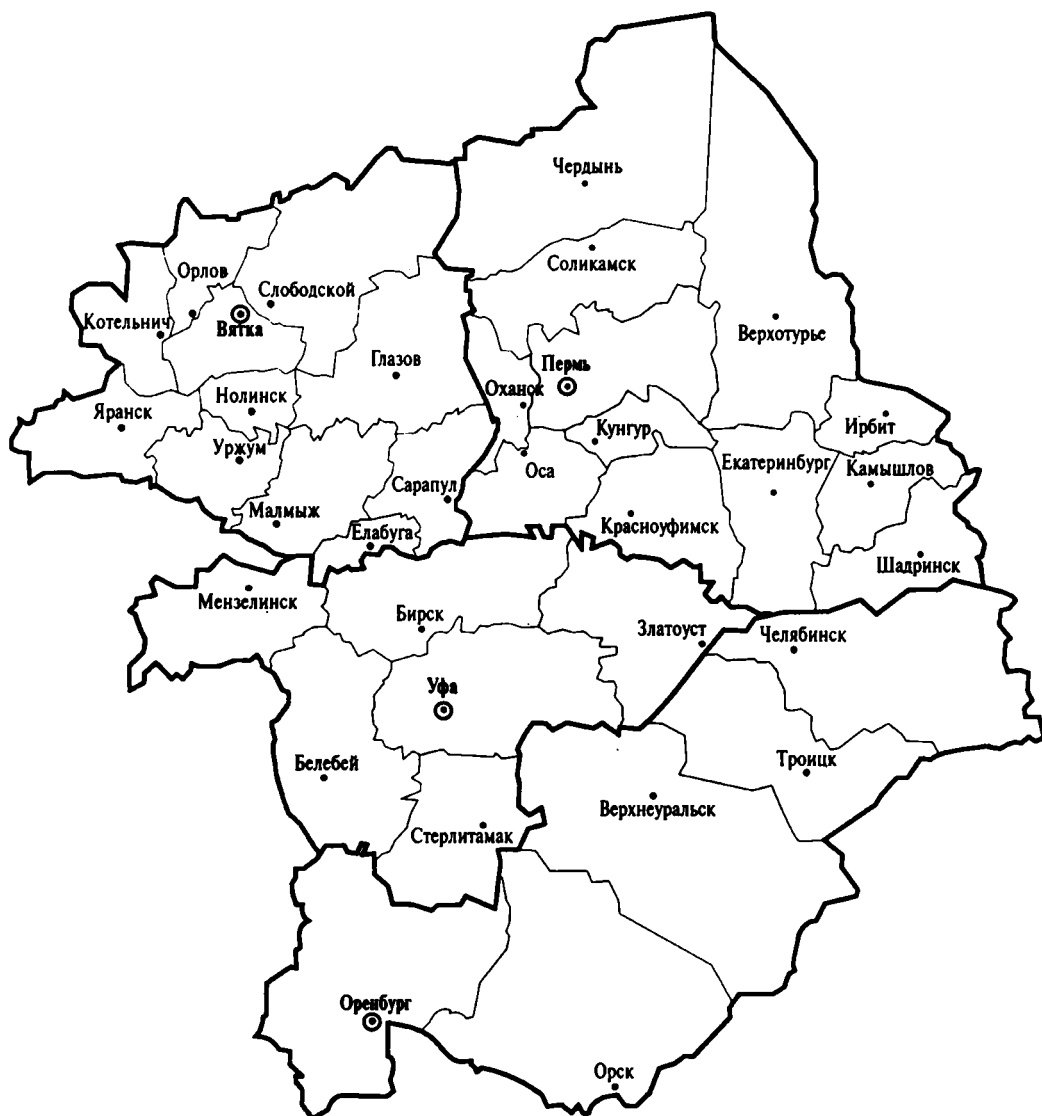 Чердынь
Соликамск
Орлов
Слободской
Котельнич
Вятка
Верхотурье
Глазов
Пермь
Оханск
Нолинск
Яранск
Ирбит
Кунгур
Уржум
Оса
Екатеринбург
Камышлов
Сарапул
Малмыж
Красноуфимск
Елабуга
Шадринск
Мензелинск
Бирск
Златоуст
Челябинск
Уфа
Белебей
Троицк
Верхнеуральск
Стерлитамак
Оренбург
Орск